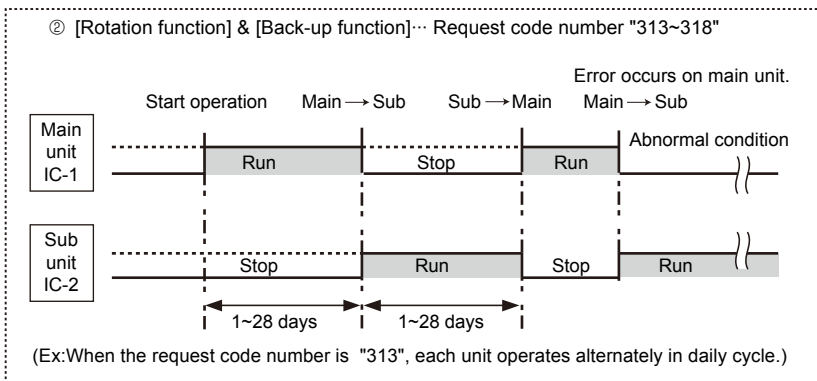 ② [Rotation function] & [Back-up function]··· Request code number "313~318"
Error occurs on main unit.
Start operation Main → Sub Sub → Main Main → Sub
Main
unit
IC-1
Abnormal condition
Run Stop Run
Sub
unit
IC-2
Stop Run Stop Run
1~28 days 1~28 days
(Ex:When the request code number is "313", each unit operates alternately in daily cycle.)